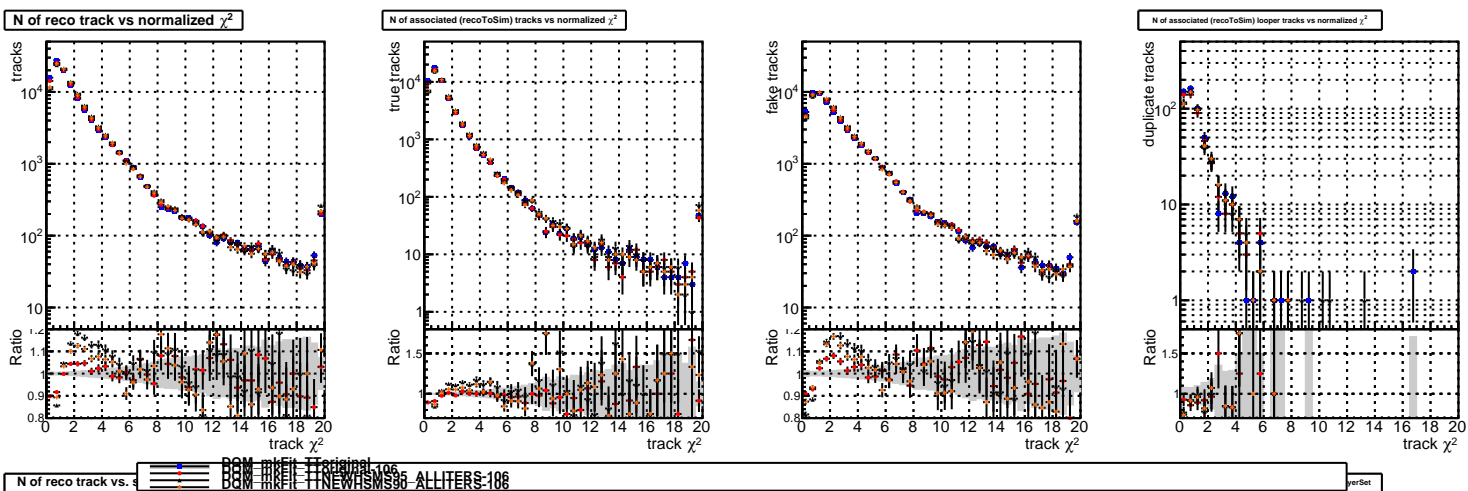 N of reco track vs normalized χ²
N of associated (recoToSim) tracks vs normalized χ²
N of associated (recoToSim) looper tracks vs normalized χ²
tracks
10⁴
10³
10²
10
Ratio
1.2
1.1
1
0.9
0.8
0 2 4 6 8 10 12 14 16 18 20
track χ²
true tracks
10⁴
10³
10²
10
1
Ratio
1.5
1
0 2 4 6 8 10 12 14 16 18 20
track χ²
fake tracks
10⁴
10³
10²
10
Ratio
1.2
1.1
1
0.9
0.8
0 2 4 6 8 10 12 14 16 18 20
track χ²
duplicate tracks
10²
10
1
Ratio
1.5
1
0 2 4 6 8 10 12 14 16 18 20
track χ²
DQM_mkFit_TToriginal
DQM_mkFit_TTNEWHSMS95_ALLITERS-106
DQM_mkFit_TTNEWHSMS90_ALLITERS-106
N of reco track vs.
yerSet